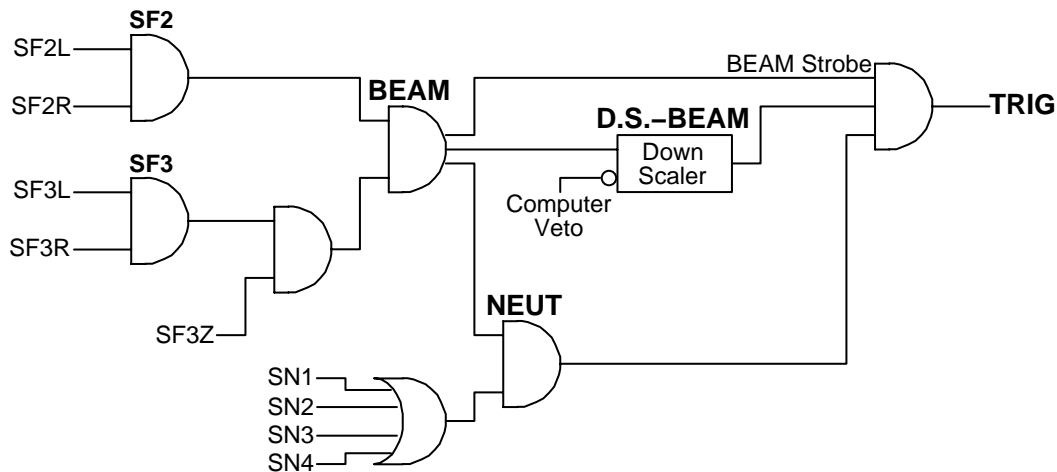 SF2
SF2L
SF2R
BEAM
BEAM Strobe
TRIG
D.S.–BEAM
Down
Scaler
Computer
Veto
SF3
SF3L
SF3R
SF3Z
NEUT
SN1
SN2
SN3
SN4